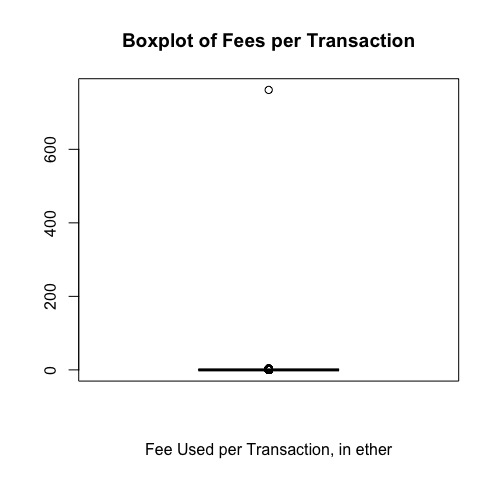 Boxplot of Fees per Transaction
600
400
200
0
Fee Used per Transaction, in ether